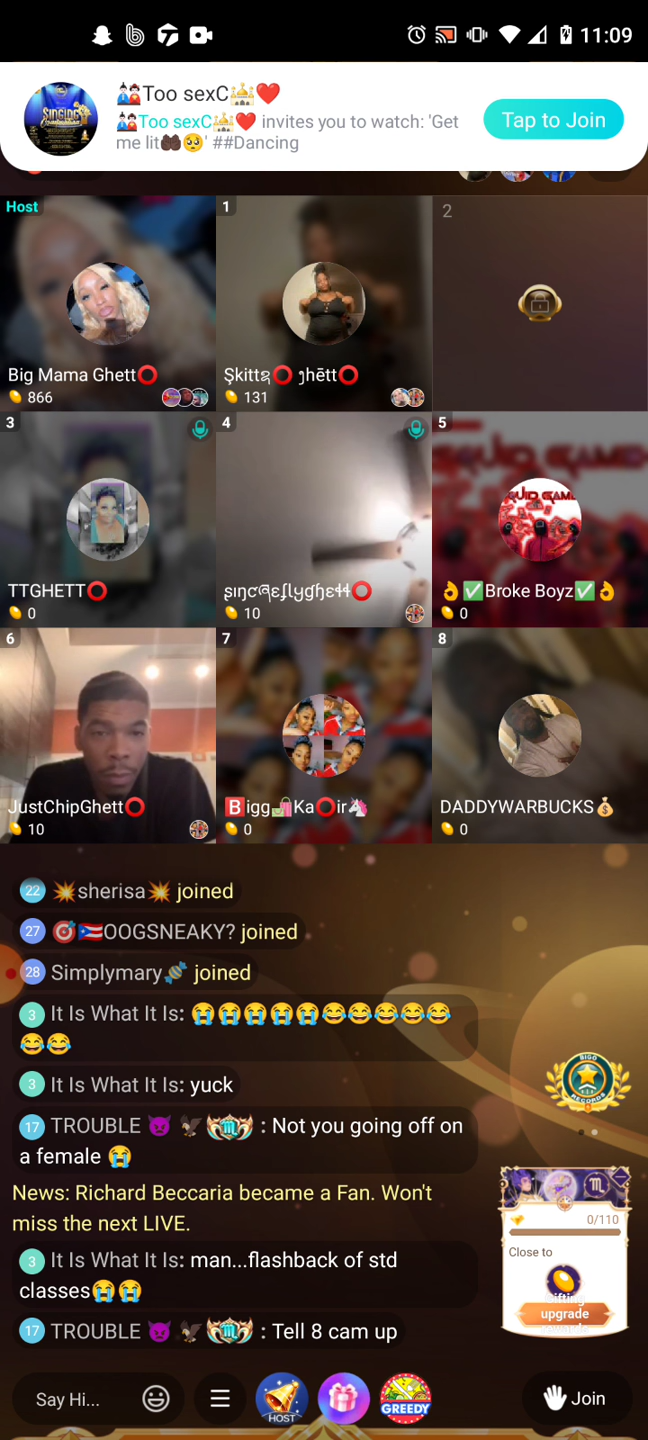 11:09
Too sexC
SINGING
Too sexC invites you to watch: 'Get
me lit🤲🏿🥺' ##Dancing
Tap to Join
Host
1
2
Big Mama Ghett⭕
866
131
3
4
5
TTGHETT⭕
0
10
👌✅Broke Boyz✅👌
0
6
7
8
JustChipGhett⭕
10
🅱igg🛍Ka⭕ir🦄
0
DADDYWARBUCKS💰
0
22 💥sherisa💥 joined
27 🎯🇵🇷OOGSNEAKY? joined
28 Simplymary🍬 joined
3 It Is What It Is: 😭😭😭😭😭😂😂😂😂😂
😂😂
3 It Is What It Is: yuck
17 TROUBLE 😈 🦅 ♏ : Not you going off on
a female 😭
BIGO
RECORDS
News: Richard Beccaria became a Fan. Won't
miss the next LIVE.
0/110
3 It Is What It Is: man...flashback of std
classes😭😭
Close to
upgrade
17 TROUBLE 😈 🦅 ♏ : Tell 8 cam up
Say Hi...
HOST
GREEDY
Join